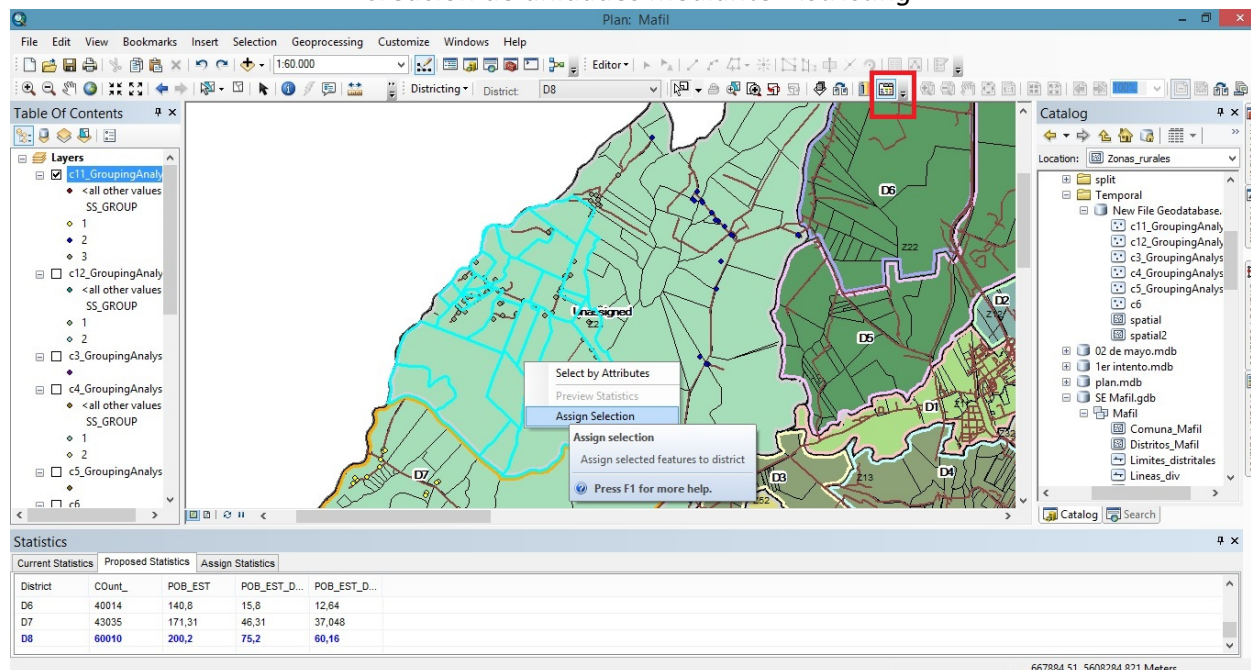 Plan: Mafil
File Edit View Bookmarks Insert Selection Geoprocessing Customize Windows Help
1:60.000 Editor
Districting District: D8
Table Of Contents
Layers
c11_GroupingAnaly
<all other values
SS_GROUP
1
2
3
c12_GroupingAnaly
<all other values
SS_GROUP
1
2
c3_GroupingAnalys
c4_GroupingAnalys
<all other values
SS_GROUP
1
2
c5_GroupingAnalys
c6
D6
Z22
D2
Unassigned
Z2
D5
D1
D7
D3
Z13
D4
Select by Attributes
Preview Statistics
Assign Selection
Assign selection
Assign selected features to district
Press F1 for more help.
Catalog
Location: Zonas_rurales
split
Temporal
New File Geodatabase.
c11_GroupingAnaly
c12_GroupingAnaly
c3_GroupingAnalys
c4_GroupingAnalys
c5_GroupingAnalys
c6
spatial
spatial2
02 de mayo.mdb
1er intento.mdb
plan.mdb
SE Mafil.gdb
Mafil
Comuna_Mafil
Distritos_Mafil
Limites_distritales
Lineas_div
Catalog Search
Statistics
Current Statistics Proposed Statistics Assign Statistics
District COunt_ POB_EST POB_EST_D... POB_EST_D...
D6 40014 140,8 15,8 12,64
D7 43035 171,31 46,31 37,048
D8 60010 200,2 75,2 60,16
667884,51 5608284,821 Meters